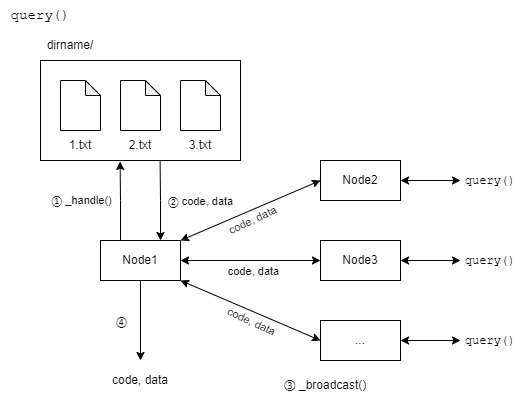 query()
dirname/
1.txt 2.txt 3.txt
① _handle()
② code, data
Node2
query()
code, data
Node1
Node3
query()
code, data
code, data
④
...
query()
code, data
③ _broadcast()